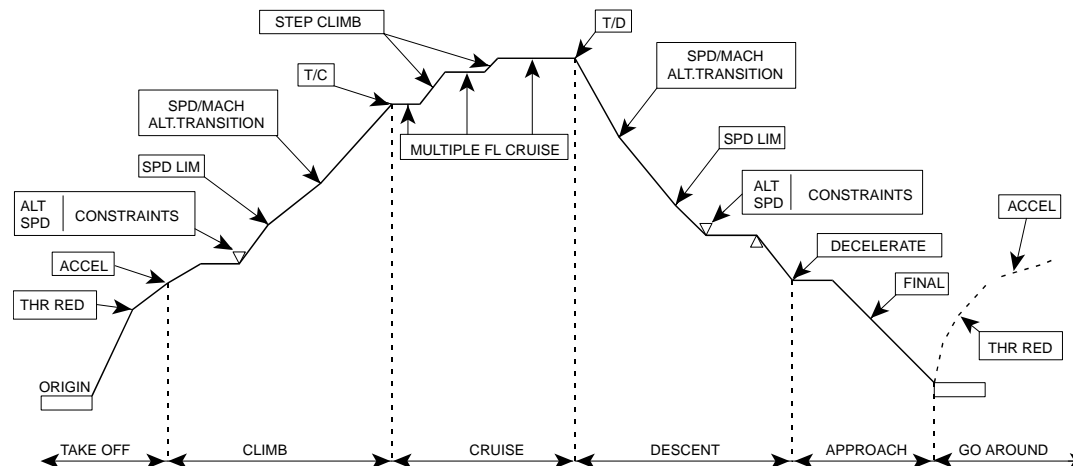 STEP CLIMB
T/D
T/C
SPD/MACH
ALT.TRANSITION
SPD/MACH
ALT.TRANSITION
MULTIPLE FL CRUISE
SPD LIM
SPD LIM
ALT
SPD
CONSTRAINTS
ALT
SPD
CONSTRAINTS
ACCEL
ACCEL
DECELERATE
THR RED
FINAL
THR RED
ORIGIN
TAKE OFF
CLIMB
CRUISE
DESCENT
APPROACH
GO AROUND